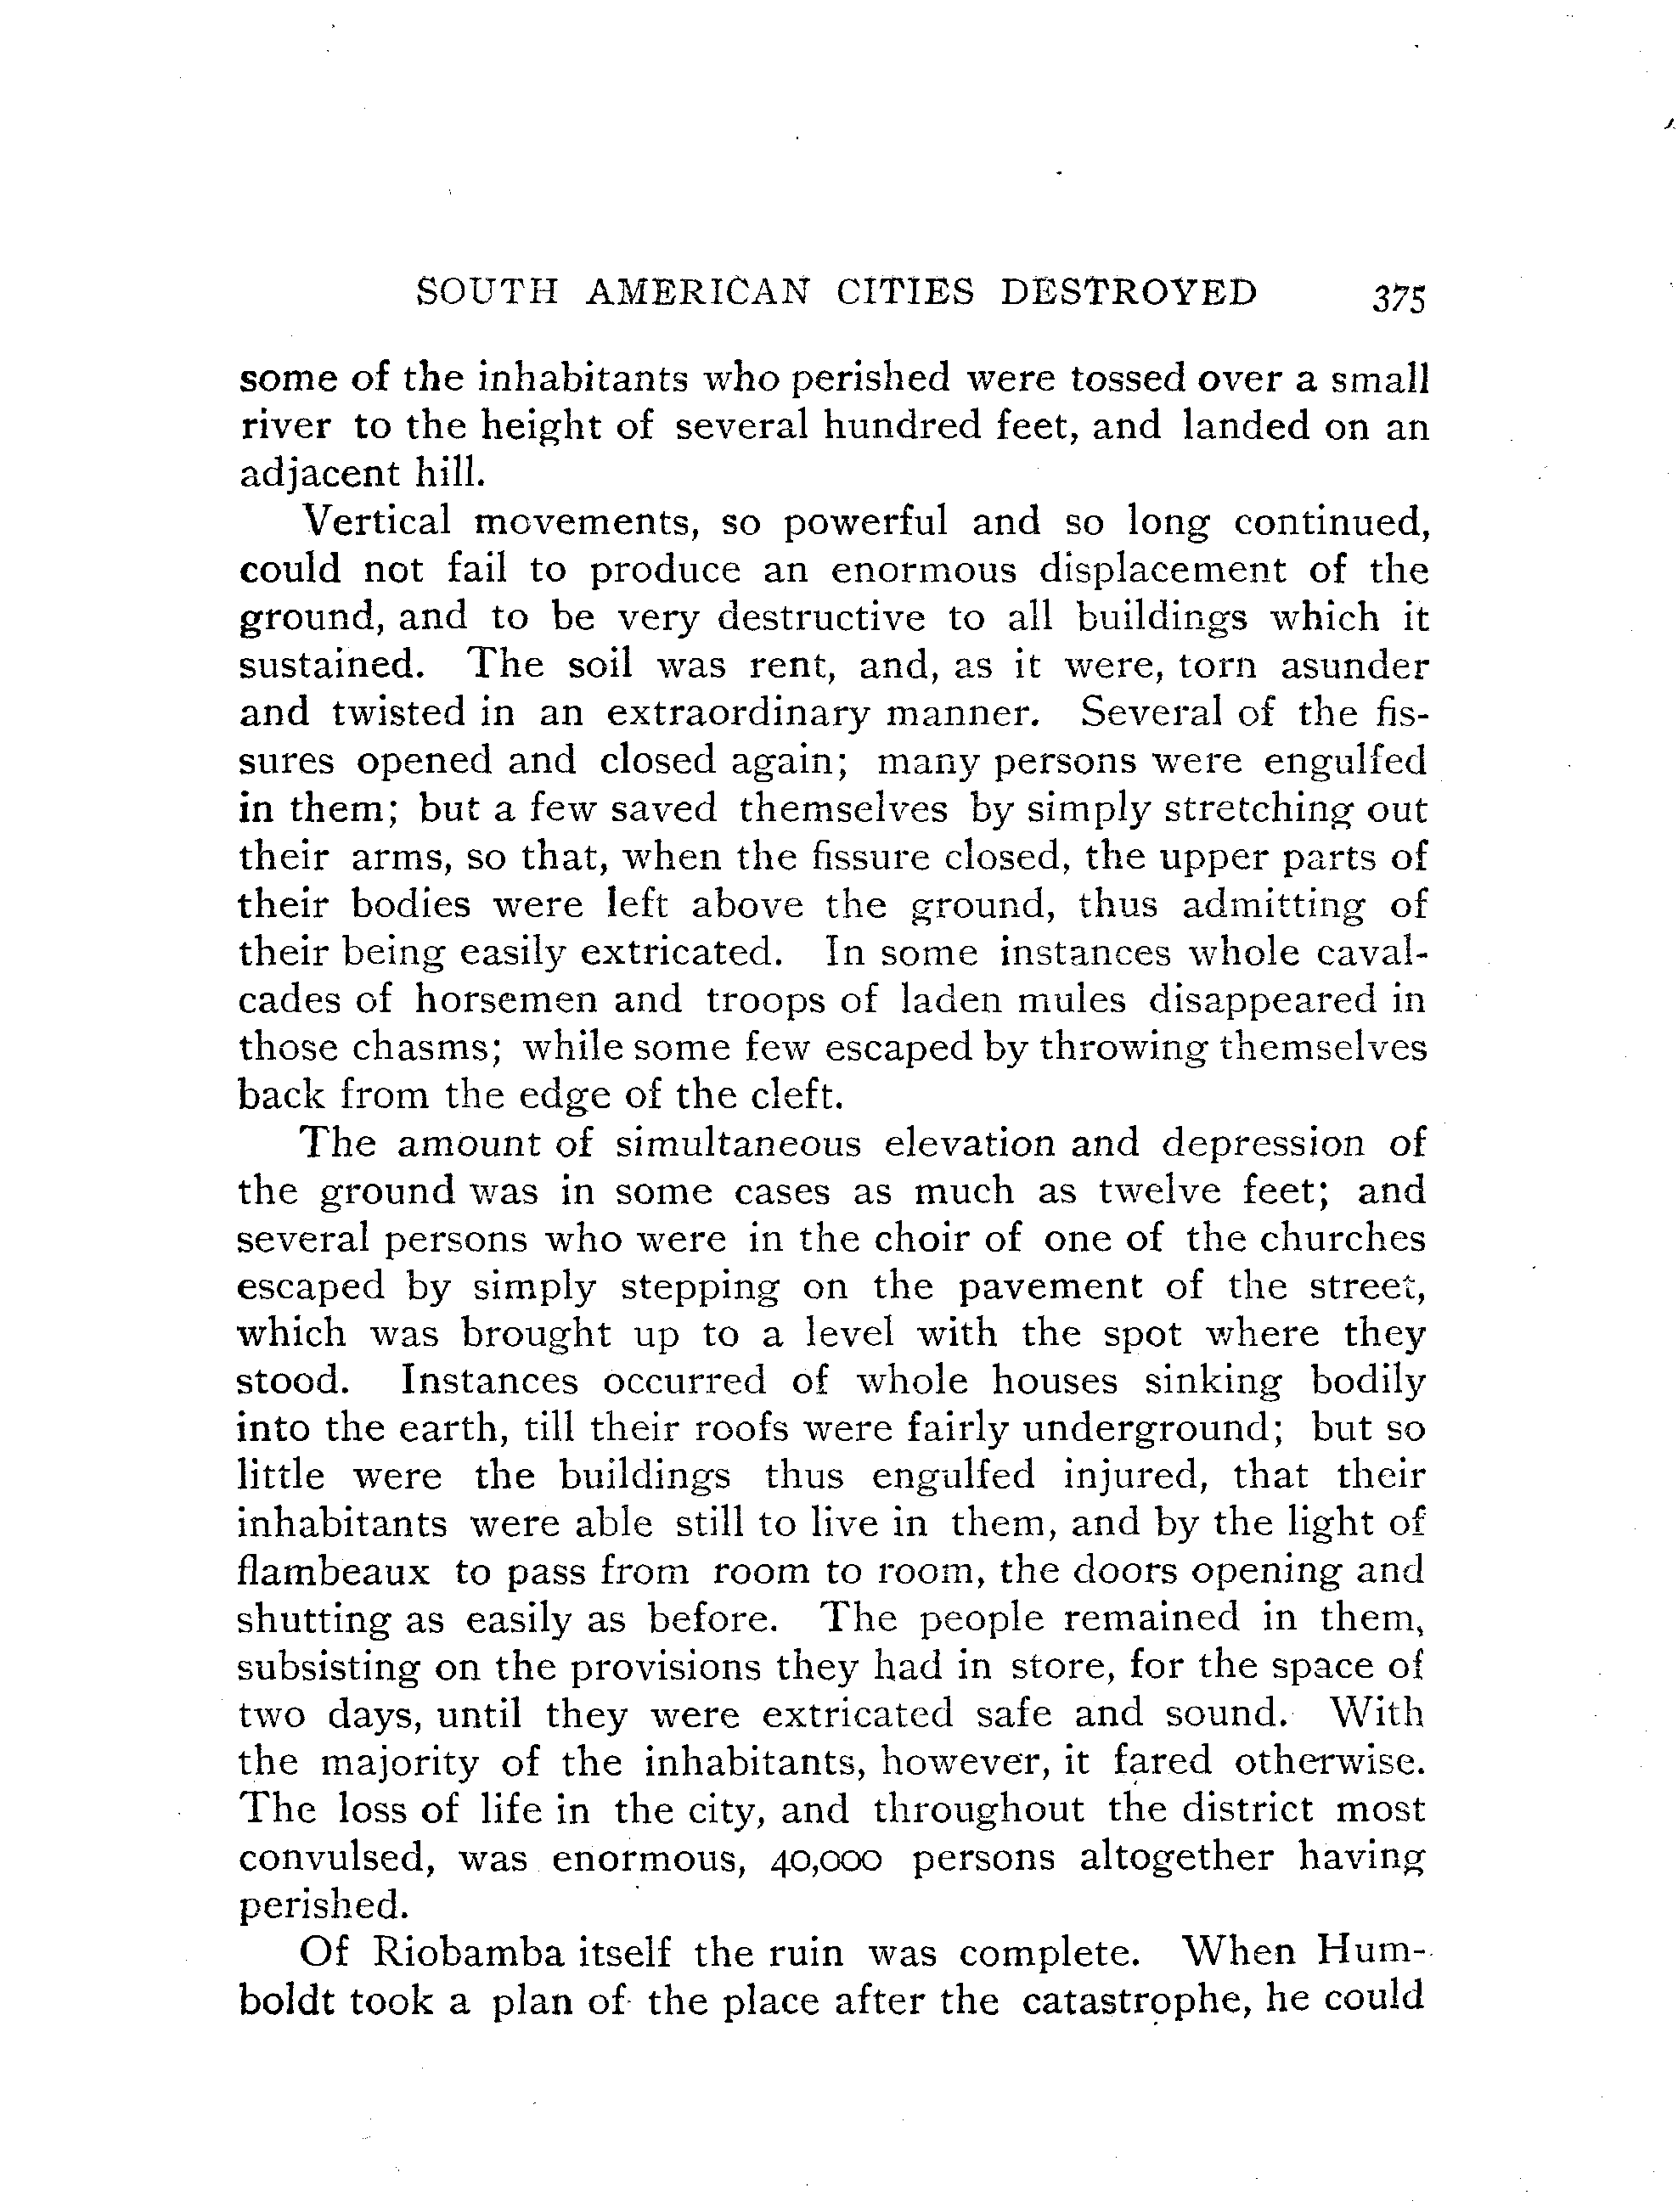 SOUTH AMERICAN CITIES DESTROYED 375
some of the inhabitants who perished were tossed over a small
river to the height of several hundred feet, and landed on an
adjacent hill.
Vertical movements, so powerful and so long continued,
could not fail to produce an enormous displacement of the
ground, and to be very destructive to all buildings which it
sustained. The soil was rent, and, as it were, torn asunder
and twisted in an extraordinary manner. Several of the fis-
sures opened and closed again; many persons were engulfed
in them; but a few saved themselves by simply stretching out
their arms, so that, when the fissure closed, the upper parts of
their bodies were left above the ground, thus admitting of
their being easily extricated. In some instances whole caval-
cades of horsemen and troops of laden mules disappeared in
those chasms; while some few escaped by throwing themselves
back from the edge of the cleft.
The amount of simultaneous elevation and depression of
the ground was in some cases as much as twelve feet; and
several persons who were in the choir of one of the churches
escaped by simply stepping on the pavement of the street,
which was brought up to a level with the spot where they
stood. Instances occurred of whole houses sinking bodily
into the earth, till their roofs were fairly underground; but so
little were the buildings thus engulfed injured, that their
inhabitants were able still to live in them, and by the light of
flambeaux to pass from room to room, the doors opening and
shutting as easily as before. The people remained in them,
subsisting on the provisions they had in store, for the space of
two days, until they were extricated safe and sound. With
the majority of the inhabitants, however, it fared otherwise.
The loss of life in the city, and throughout the district most
convulsed, was enormous, 40,000 persons altogether having
perished.
Of Riobamba itself the ruin was complete. When Hum-
boldt took a plan of the place after the catastrophe, he could